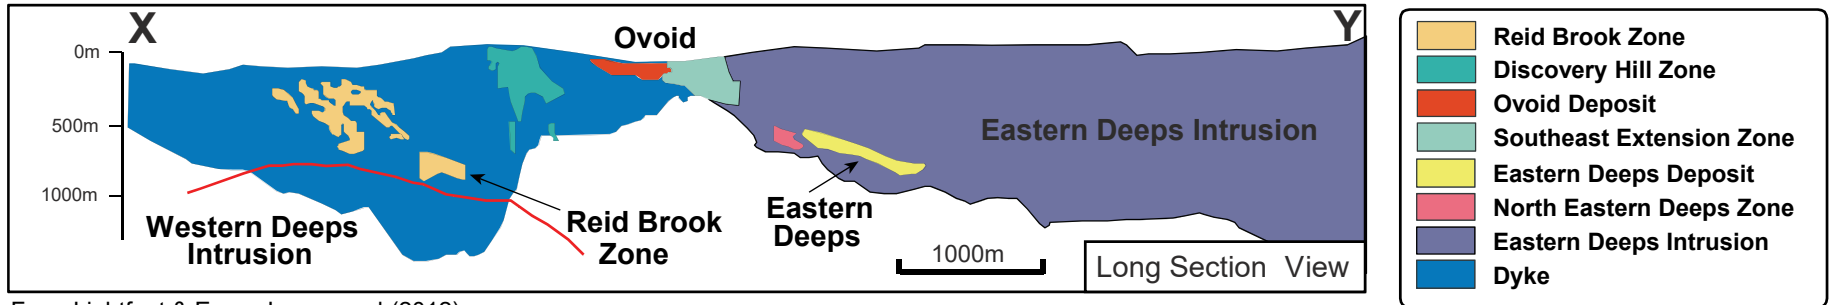 X
Y
Ovoid
0m
500m
1000m
Eastern Deeps Intrusion
Western Deeps
Intrusion
Reid Brook
Zone
Eastern
Deeps
1000m
Long Section View
Reid Brook Zone
Discovery Hill Zone
Ovoid Deposit
Southeast Extension Zone
Eastern Deeps Deposit
North Eastern Deeps Zone
Eastern Deeps Intrusion
Dyke